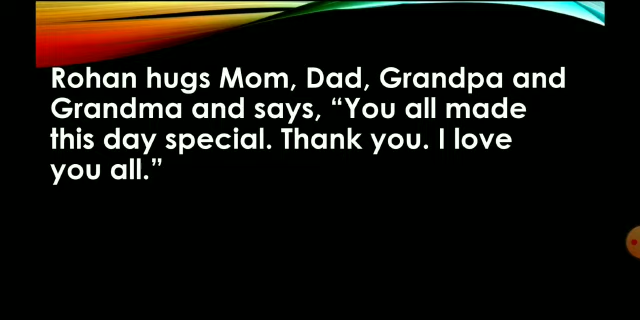 Rohan hugs Mom, Dad, Grandpa and
Grandma and says, “You all made
this day special. Thank you. I love
you all.”